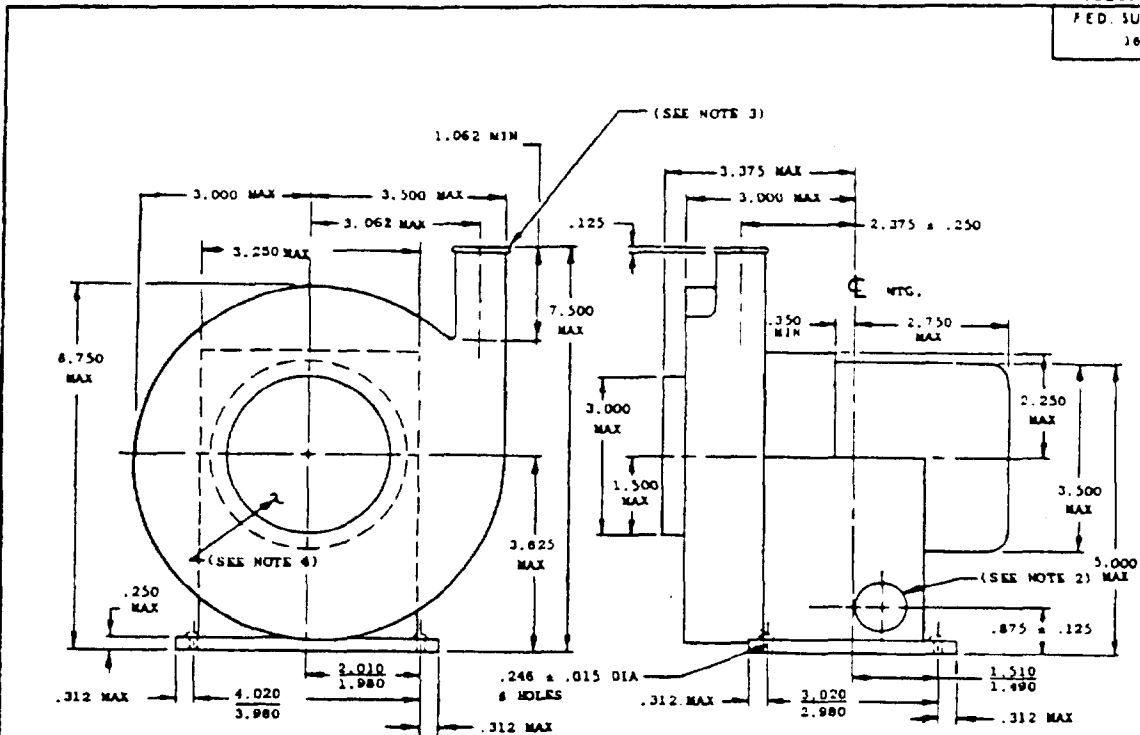 FED. SU
16
(SEE NOTE 3)
1.062 MIN
3.375 MAX
3.000 MAX
3.500 MAX
3.000 MAX
3.062 MAX
.125
2.375 ± .250
3.250 MAX
℄ MTG.
7.500
MAX
.350
MIN
2.750
MAX
6.750
MAX
3.000
MAX
2.250
MAX
1.500
MAX
3.500
MAX
3.625
MAX
5.000
MAX
(SEE NOTE 4)
(SEE NOTE 2)
.250
MAX
.875 ± .125
.312 MAX
4.020
3.980
2.010
1.980
.312 MAX
.246 ± .015 DIA
HOLES
.312 MAX
3.020
2.980
1.510
1.490
.312 MAX